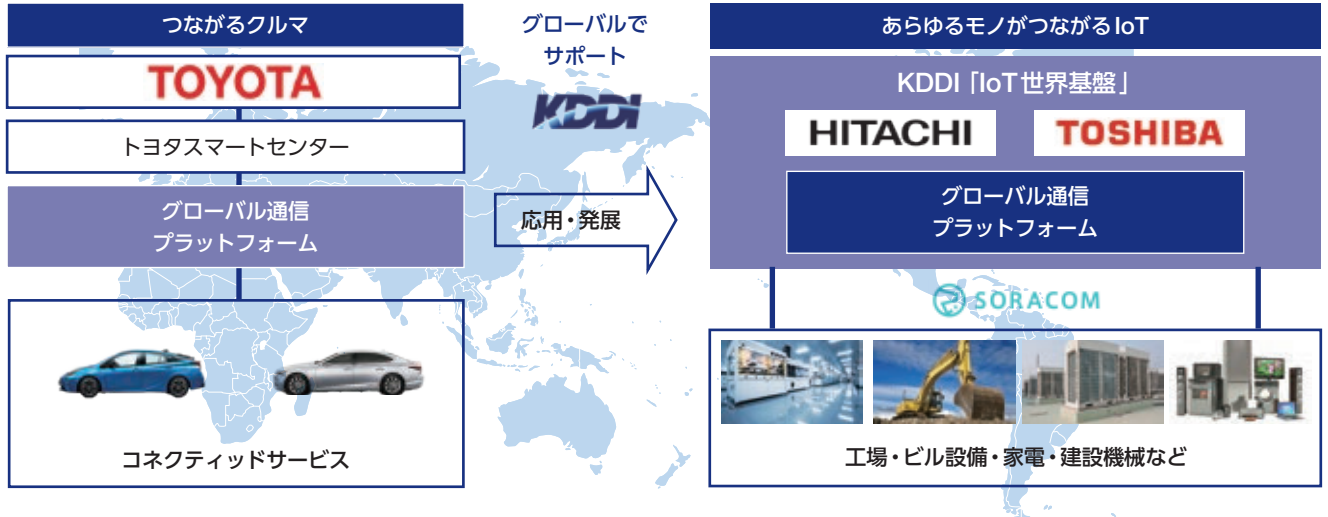 つながるクルマ
TOYOTA
トヨタスマートセンター
グローバル通信
プラットフォーム
コネクティッドサービス
グローバルで
サポート
KDDI
応用・発展
あらゆるモノがつながるIoT
KDDI「IoT世界基盤」
HITACHI
TOSHIBA
グローバル通信
プラットフォーム
SORACOM
工場・ビル設備・家電・建設機械など